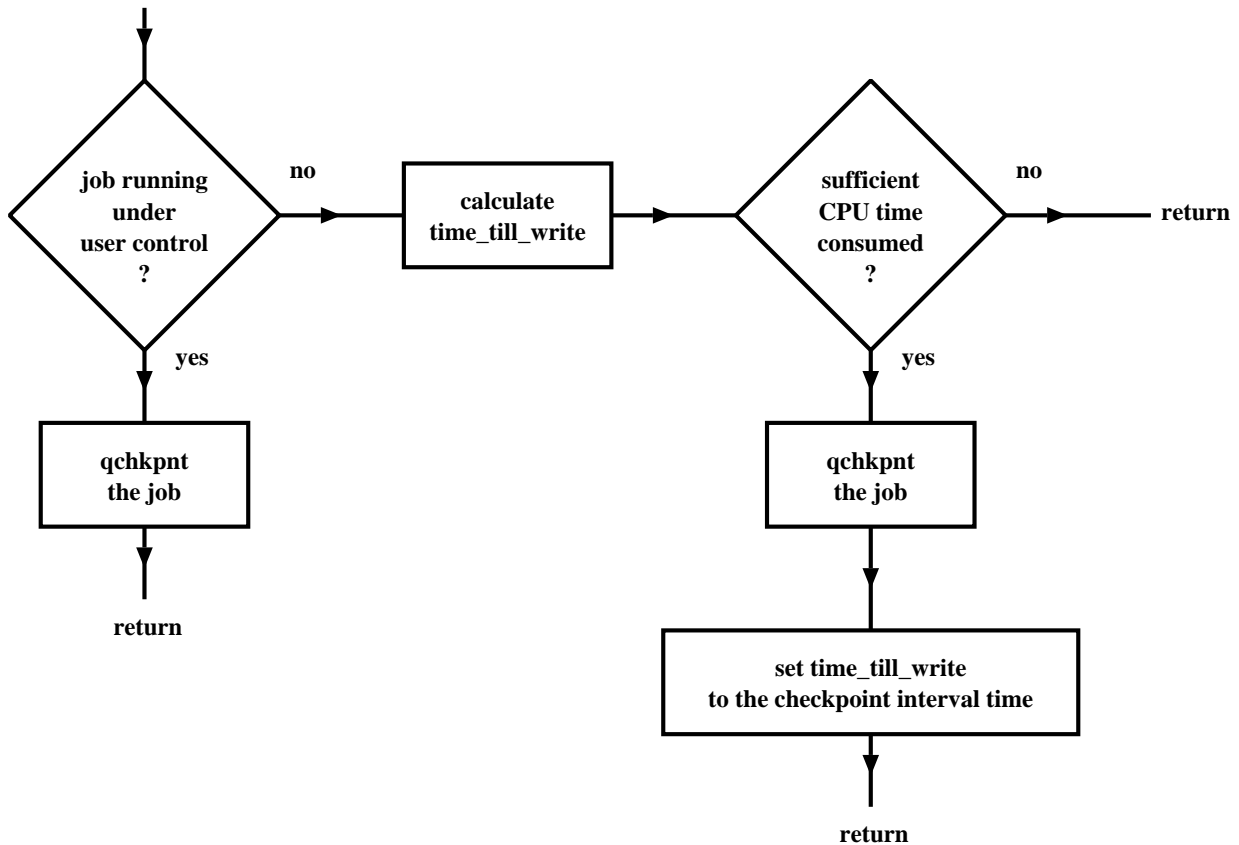 job running
under
user control
?
no
calculate
time_till_write
sufficient
CPU time
consumed
?
no
return
yes
qchkpnt
the job
return
yes
qchkpnt
the job
set time_till_write
to the checkpoint interval time
return